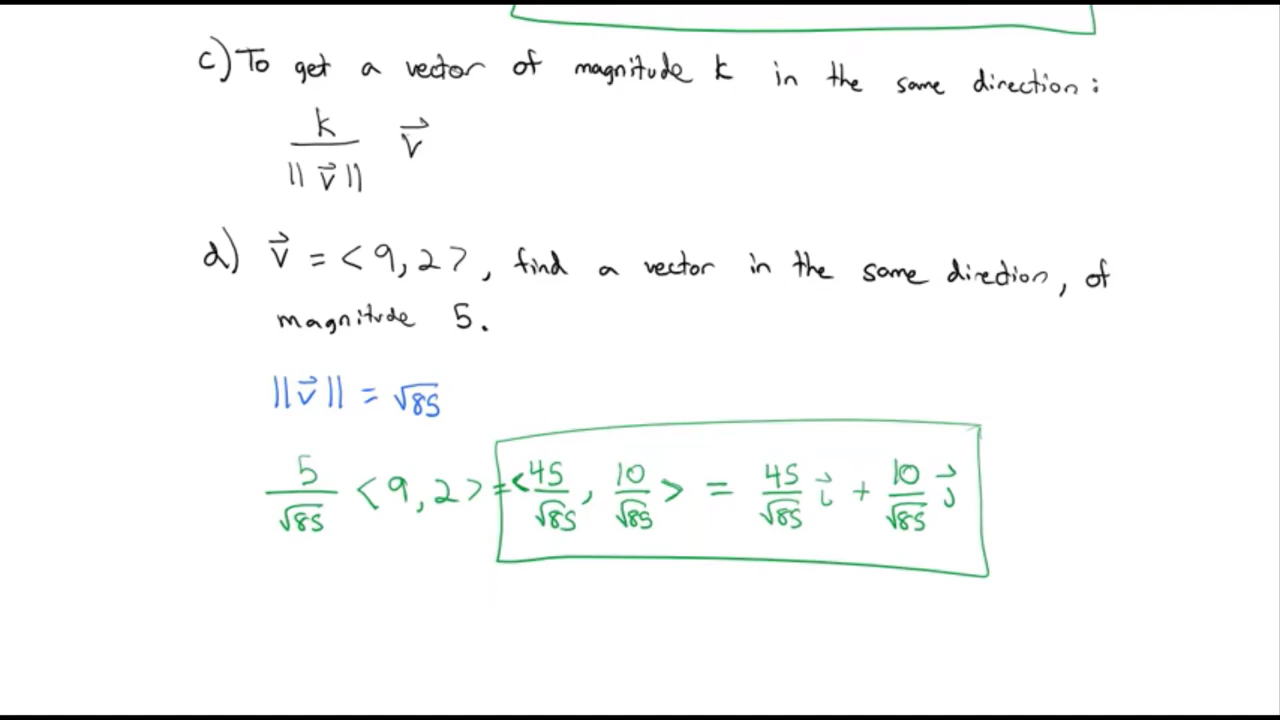 c) To get a vector of magnitude k in the same direction:
k
‖v⃗‖ v⃗
d) v⃗ = <9,2>, find a vector in the same direction, of
magnitude 5.
‖v⃗‖ = √85
5/√85 <9,2> = <45/√85, 10/√85> = 45/√85 i⃗ + 10/√85 j⃗